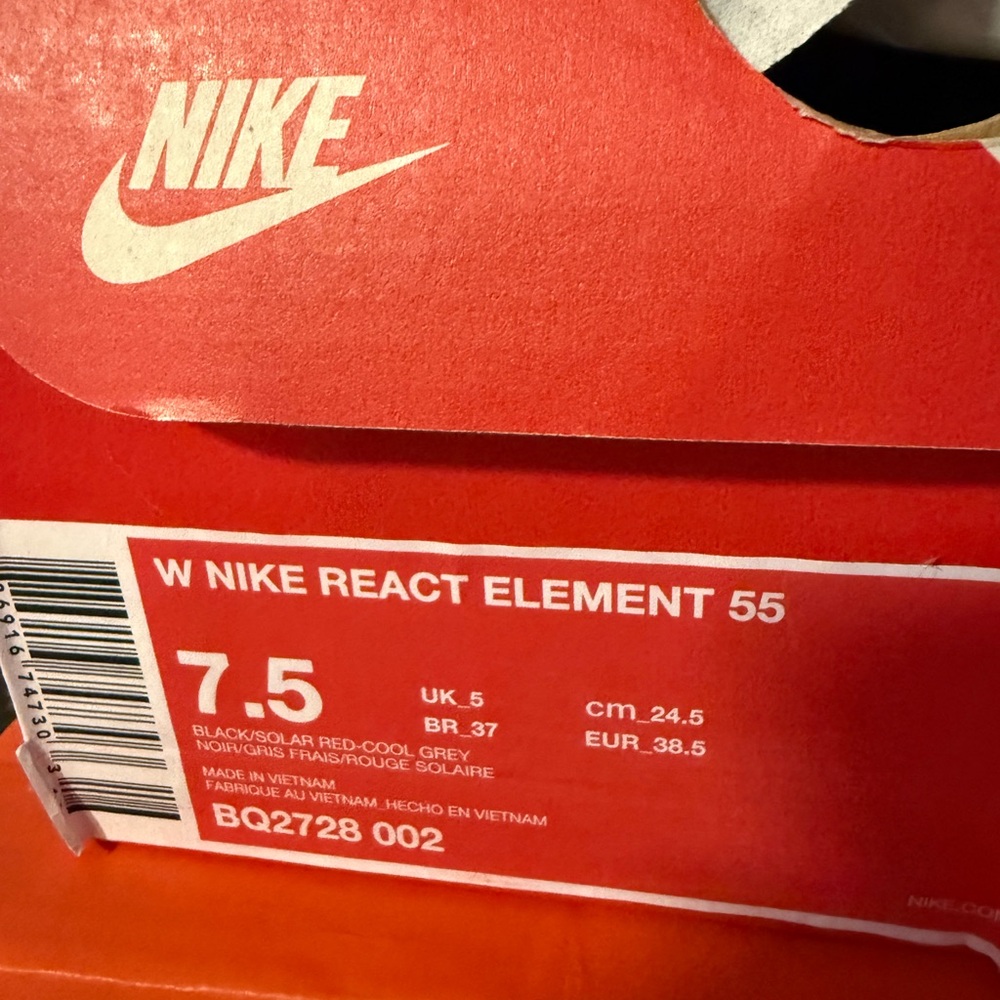 NIKE
W NIKE REACT ELEMENT 55
7.5
UK_5
cm_24.5
BR_37
EUR_38.5
BLACK/SOLAR RED-COOL GREY
NOIR/GRIS FRAIS/ROUGE SOLAIRE
MADE IN VIETNAM
FABRIQUE AU VIETNAM_HECHO EN VIETNAM
BQ2728 002